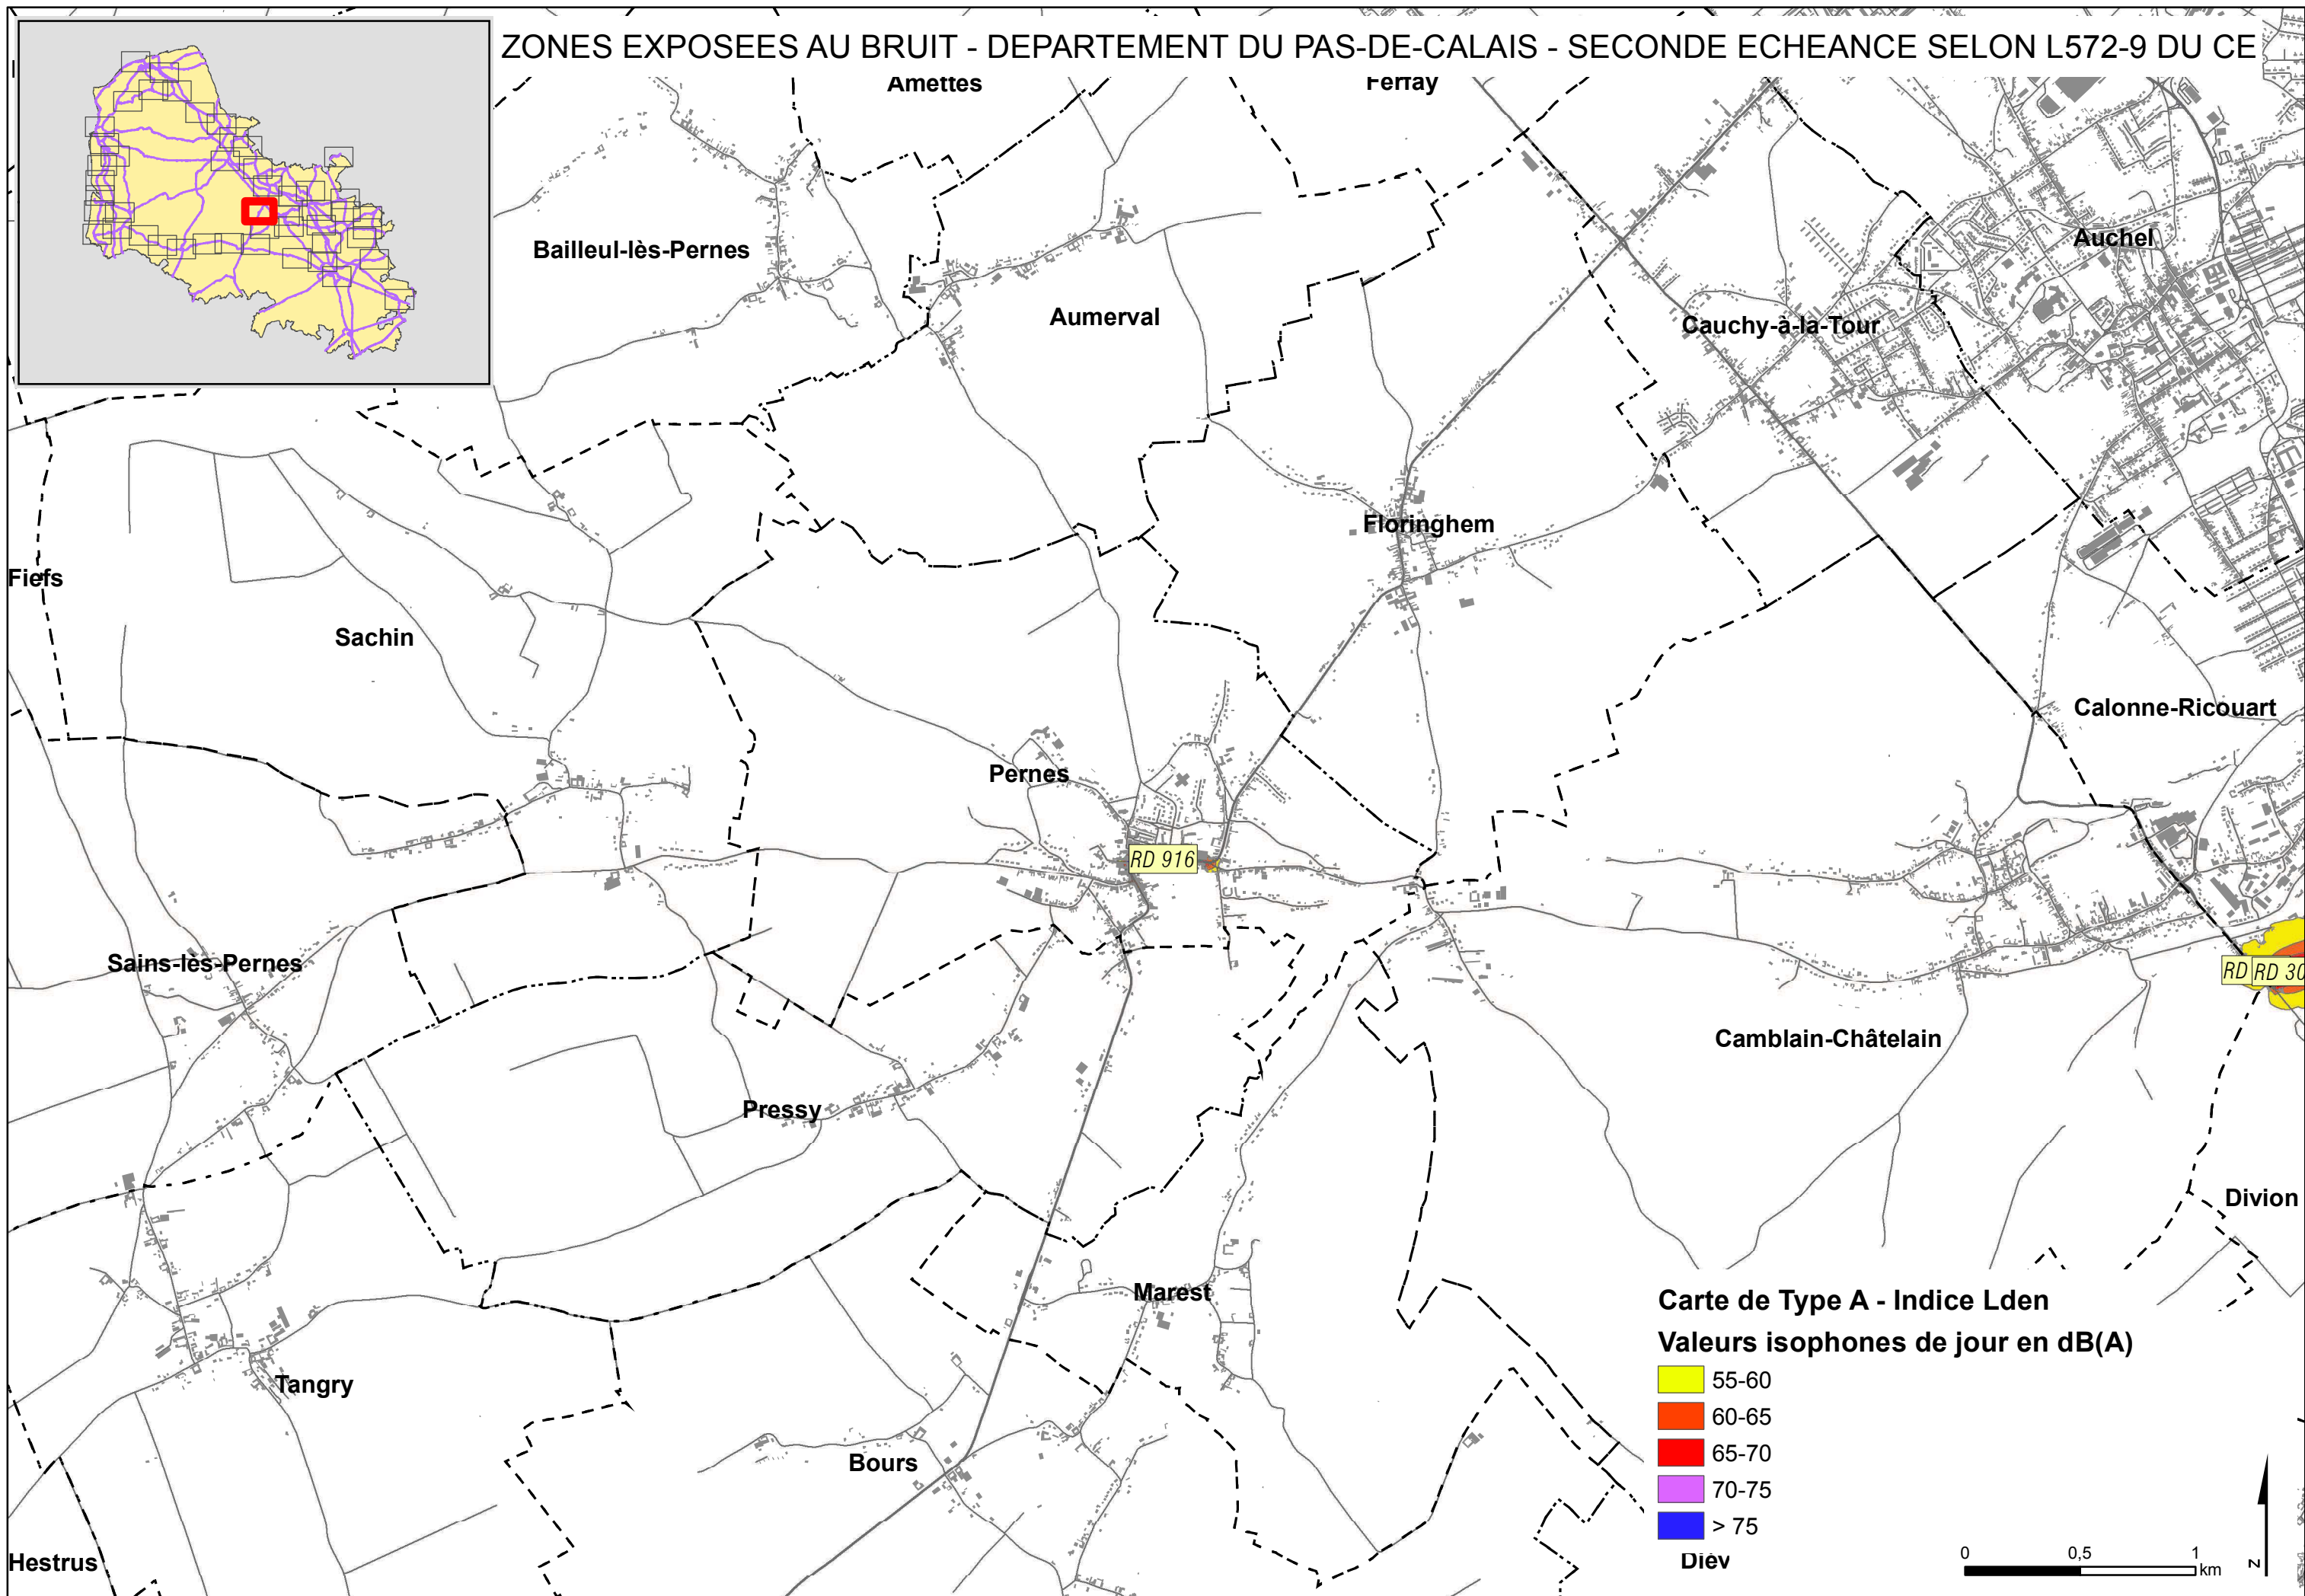 ZONES EXPOSEES AU BRUIT - DEPARTEMENT DU PAS-DE-CALAIS - SECONDE ECHEANCE SELON L572-9 DU CE
Amettes
Ferfay
Auchel
Bailleul-lès-Pernes
Aumerval
Cauchy-à-la-Tour
Floringhem
Fiefs
Sachin
Calonne-Ricouart
Pernes
RD 916
Sains-lès-Pernes
RD RD 30
Camblain-Châtelain
Pressy
Divion
Marest
Tangry
Bours
Hestrus
Carte de Type A - Indice Lden
Valeurs isophones de jour en dB(A)
55-60
60-65
65-70
70-75
> 75
Diév
0 0,5 1
km
N